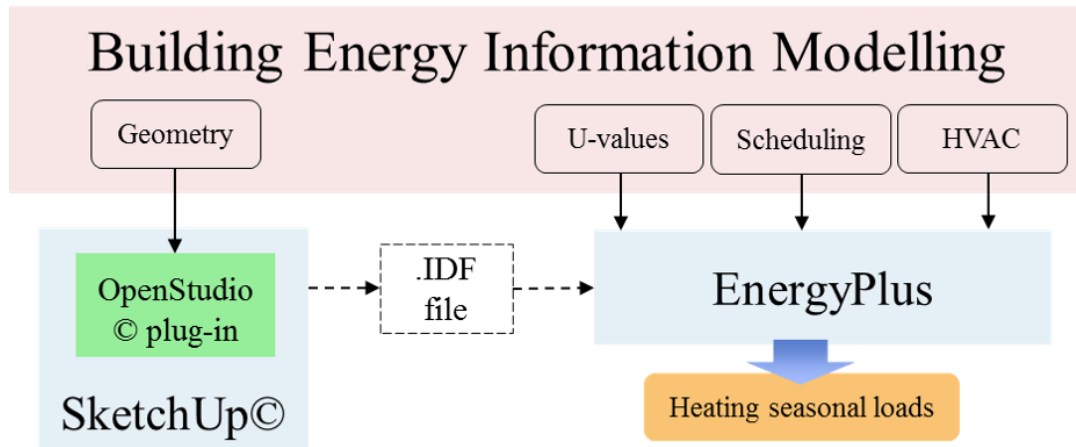 Building Energy Information Modelling
Geometry
U-values
Scheduling
HVAC
OpenStudio
© plug-in
SketchUp©
.IDF
file
EnergyPlus
Heating seasonal loads